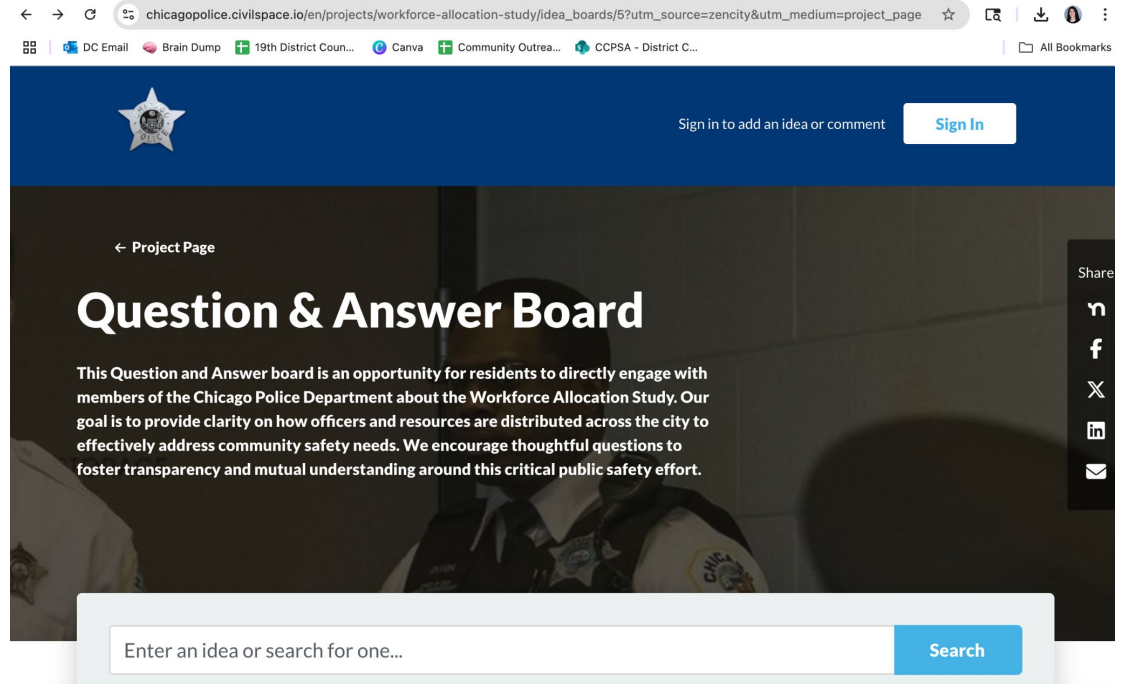 chicagopolice.civilspace.io/en/projects/workforce-allocation-study/idea_boards/5?utm_source=zencity&utm_medium=project_page
DC Email Brain Dump 19th District Coun... Canva Community Outrea... CCPSA - District C... All Bookmarks
Sign in to add an idea or comment Sign In
← Project Page
Share
Question & Answer Board
This Question and Answer board is an opportunity for residents to directly engage with
members of the Chicago Police Department about the Workforce Allocation Study. Our
goal is to provide clarity on how officers and resources are distributed across the city to
effectively address community safety needs. We encourage thoughtful questions to
foster transparency and mutual understanding around this critical public safety effort.
Enter an idea or search for one... Search